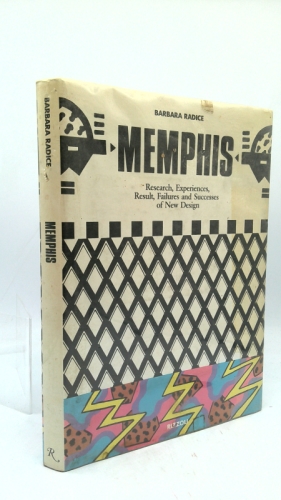 BARBARA RADICE
MEMPHIS
Research, Experiences,
Result, Failures and Successes
of New Design
RIZZOLI
BARBARA RADICE
MEMPHIS
R